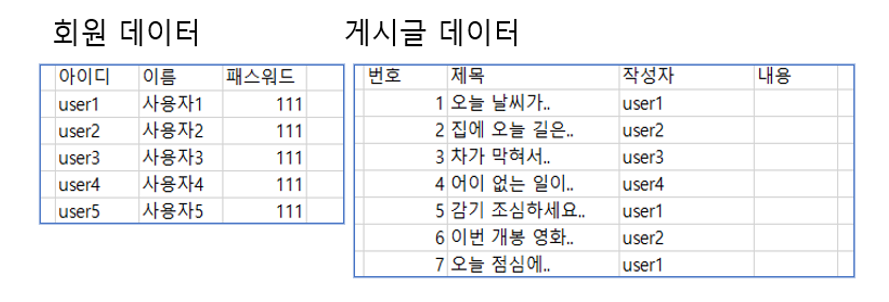 회원 데이터
아이디 이름 패스워드
user1 사용자1 111
user2 사용자2 111
user3 사용자3 111
user4 사용자4 111
user5 사용자5 111
게시글 데이터
번호 제목 작성자 내용
1 오늘 날씨가.. user1
2 집에 오늘 길은.. user2
3 차가 막혀서.. user3
4 어이 없는 일이.. user4
5 감기 조심하세요.. user1
6 이번 개봉 영화.. user2
7 오늘 점심에.. user1